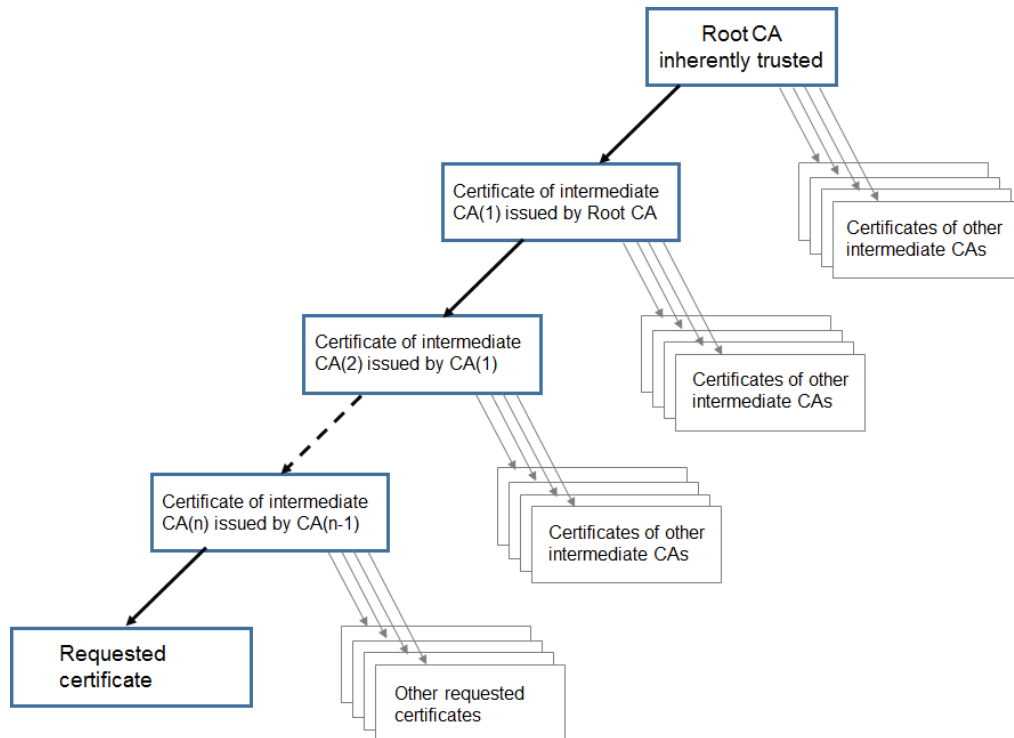 Root CA
inherently trusted
Certificate of intermediate
CA(1) issued by Root CA
Certificates of other
intermediate CAs
Certificate of intermediate
CA(2) issued by CA(1)
Certificates of other
intermediate CAs
Certificate of intermediate
CA(n) issued by CA(n-1)
Certificates of other
intermediate CAs
Requested
certificate
Other requested
certificates